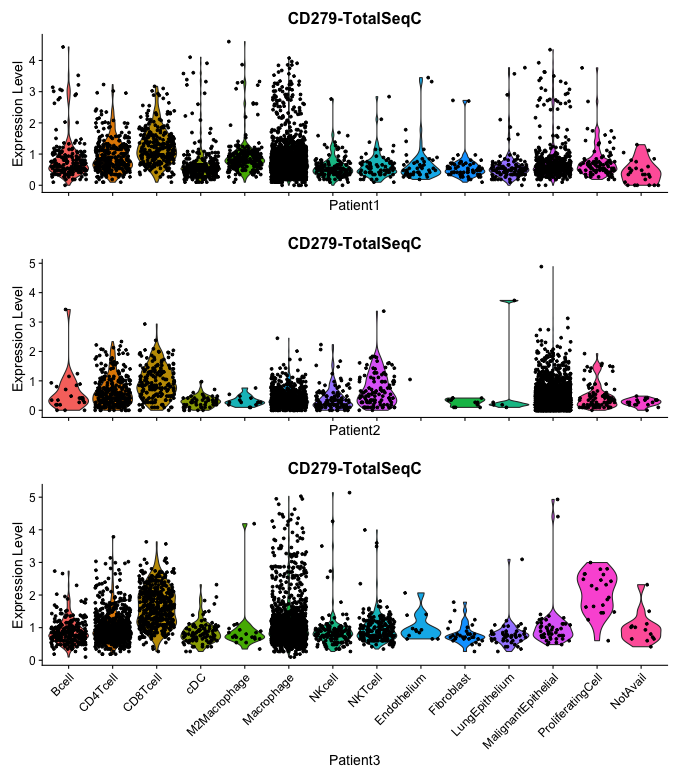 CD279-TotalSeqC
Expression Level
4
3
2
1
0
Patient1
CD279-TotalSeqC
Expression Level
5
4
3
2
1
0
Patient2
CD279-TotalSeqC
Expression Level
5
4
3
2
1
0
Bcell
CD4Tcell
CD8Tcell
cDC
M2Macrophage
Macrophage
NKcell
NKTcell
Endothelium
Fibroblast
LungEpithelium
MalignantEpithelial
ProliferatingCell
NotAvail
Patient3